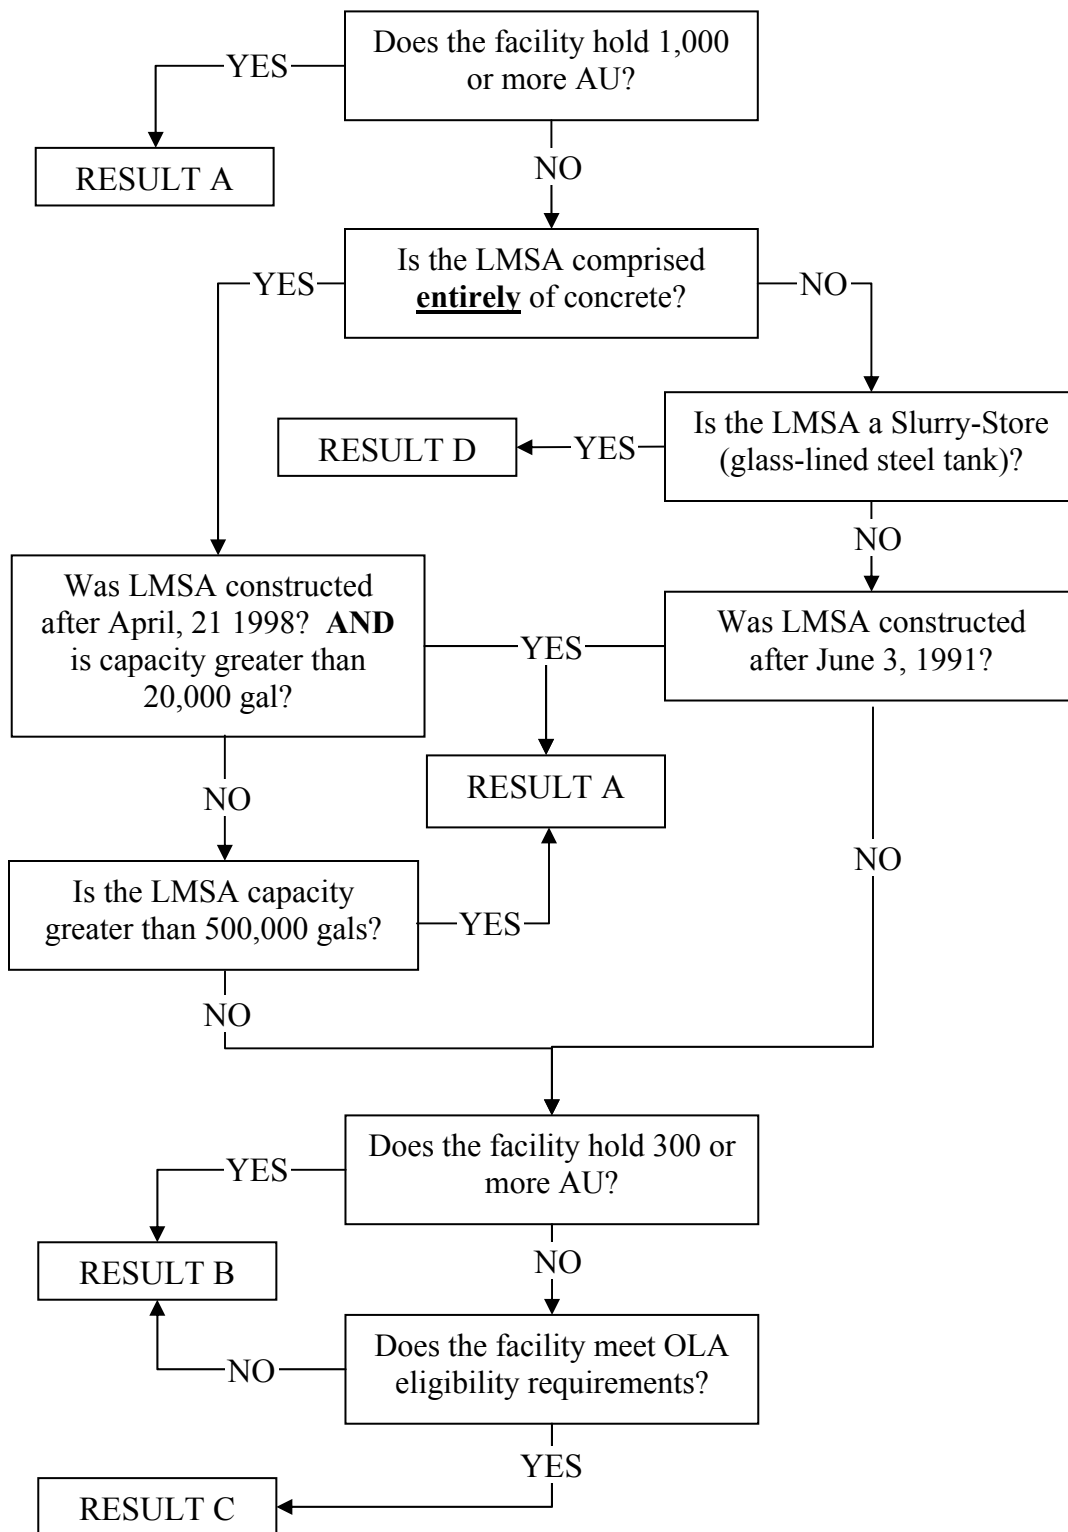 Does the facility hold 1,000
or more AU?
YES
RESULT A
NO
Is the LMSA comprised
entirely of concrete?
YES
NO
Is the LMSA a Slurry-Store
(glass-lined steel tank)?
YES
RESULT D
NO
Was LMSA constructed
after April, 21 1998?  AND
is capacity greater than
20,000 gal?
YES
Was LMSA constructed
after June 3, 1991?
RESULT A
NO
NO
Is the LMSA capacity
greater than 500,000 gals?
YES
NO
Does the facility hold 300 or
more AU?
YES
RESULT B
NO
Does the facility meet OLA
eligibility requirements?
NO
YES
RESULT C